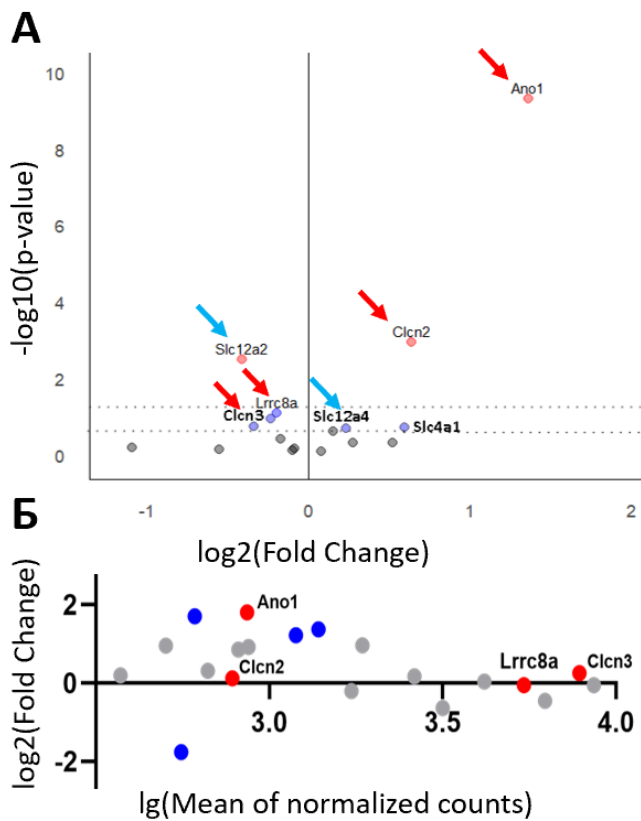 А
-log10(p-value)
10
8
6
4
2
0
Ano1
Clcn2
Slc12a2
Lrrc8a
Clcn3
Slc12a4
Slc4a1
-1
0
1
2
log2(Fold Change)
Б
log2(Fold Change)
2
0
-2
Ano1
Clcn2
Lrrc8a
Clcn3
3.0
3.5
4.0
lg(Mean of normalized counts)